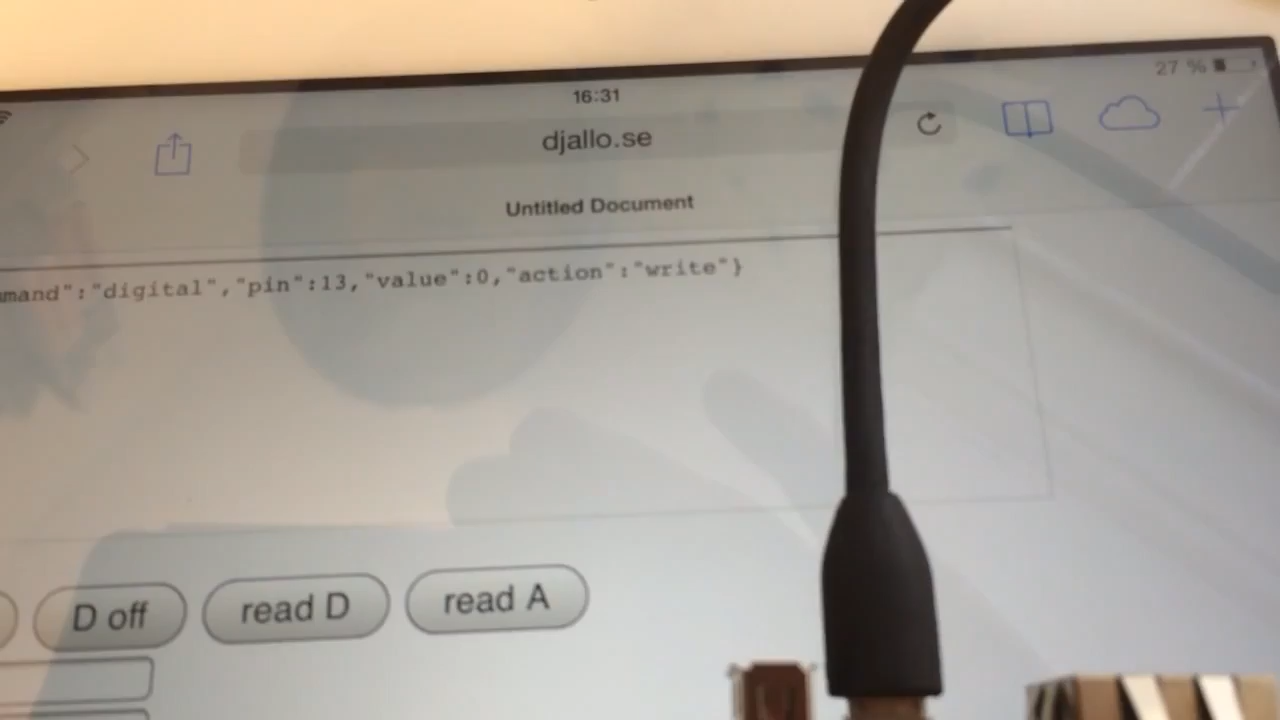 16:31
27 %
djallo.se
Untitled Document
mand":"digital","pin":13,"value":0,"action":"write"}
D off
read D
read A